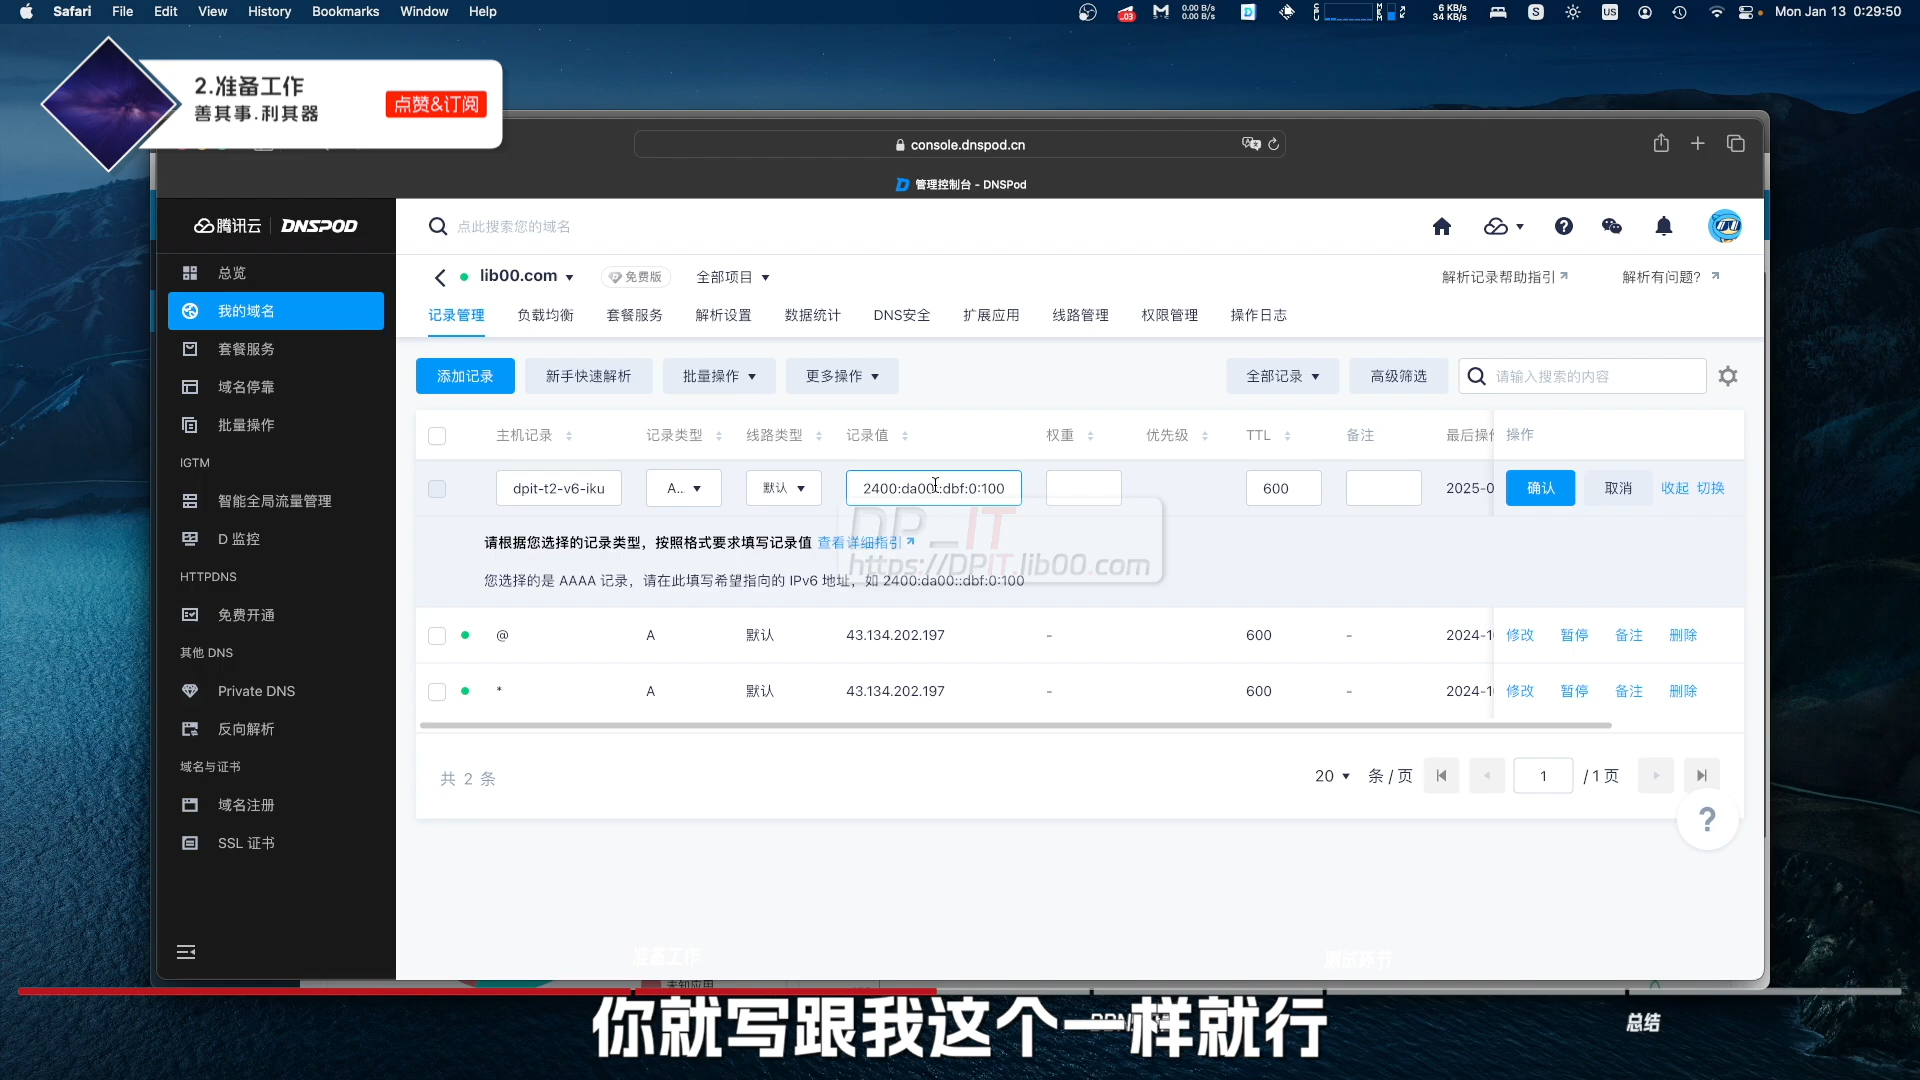 Safari File Edit View History Bookmarks Window Help
0.00 B/s
0.00 B/s
6 KB/s
34 KB/s
US
Mon Jan 13 0:29:50
2.准备工作
善其事.利其器
点赞&订阅
console.dnspod.cn
管理控制台 - DNSPod
腾讯云 DNSPOD
点此搜索您的域名
总览
我的域名
套餐服务
域名停靠
批量操作
IGTM
智能全局流量管理
D 监控
HTTPDNS
免费开通
其他 DNS
Private DNS
反向解析
域名与证书
域名注册
SSL 证书
lib00.com 免费版 全部项目 解析记录帮助指引 解析有问题?
记录管理 负载均衡 套餐服务 解析设置 数据统计 DNS安全 扩展应用 线路管理 权限管理 操作日志
添加记录 新手快速解析 批量操作 更多操作 全部记录 高级筛选 请输入搜索的内容
主机记录 记录类型 线路类型 记录值 权重 优先级 TTL 备注 最后操作 操作
dpit-t2-v6-iku A.. 默认 2400:da00::dbf:0:100 600 2025-0 确认 取消 收起 切换
请根据您选择的记录类型，按照格式要求填写记录值 查看详细指引
您选择的是 AAAA 记录，请在此填写希望指向的 IPv6 地址，如 2400:da00::dbf:0:100
DP_IT
https://DPIT.lib00.com
@ A 默认 43.134.202.197 - 600 - 2024-1 修改 暂停 备注 删除
* A 默认 43.134.202.197 - 600 - 2024-1 修改 暂停 备注 删除
共 2 条
20 条 / 页 1 / 1 页
?
准备工作
测试环节
未知应用
你就写跟我这个一样就行
总结